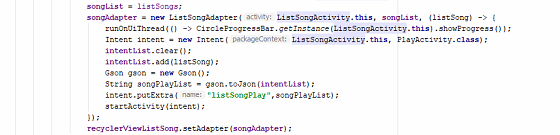 songList = listSongs;
songAdapter = new ListSongAdapter( activity: ListSongActivity.this, songList, (listSong) -> {
runOnUiThread(() -> CircleProgressBar.getInstance(ListSongActivity.this).showProgress());
Intent intent = new Intent( packageContext: ListSongActivity.this, PlayActivity.class);
intentList.clear();
intentList.add(listSong);
Gson gson = new Gson();
String songPlayList = gson.toJson(intentList);
intent.putExtra( name: "listSongPlay",songPlayList);
startActivity(intent);
});
recyclerViewListSong.setAdapter(songAdapter);